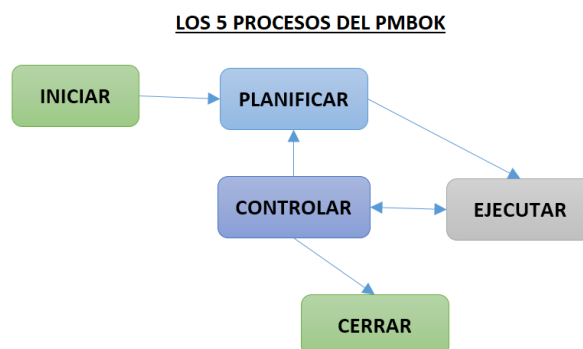 LOS 5 PROCESOS DEL PMBOK
INICIAR
PLANIFICAR
CONTROLAR
EJECUTAR
CERRAR